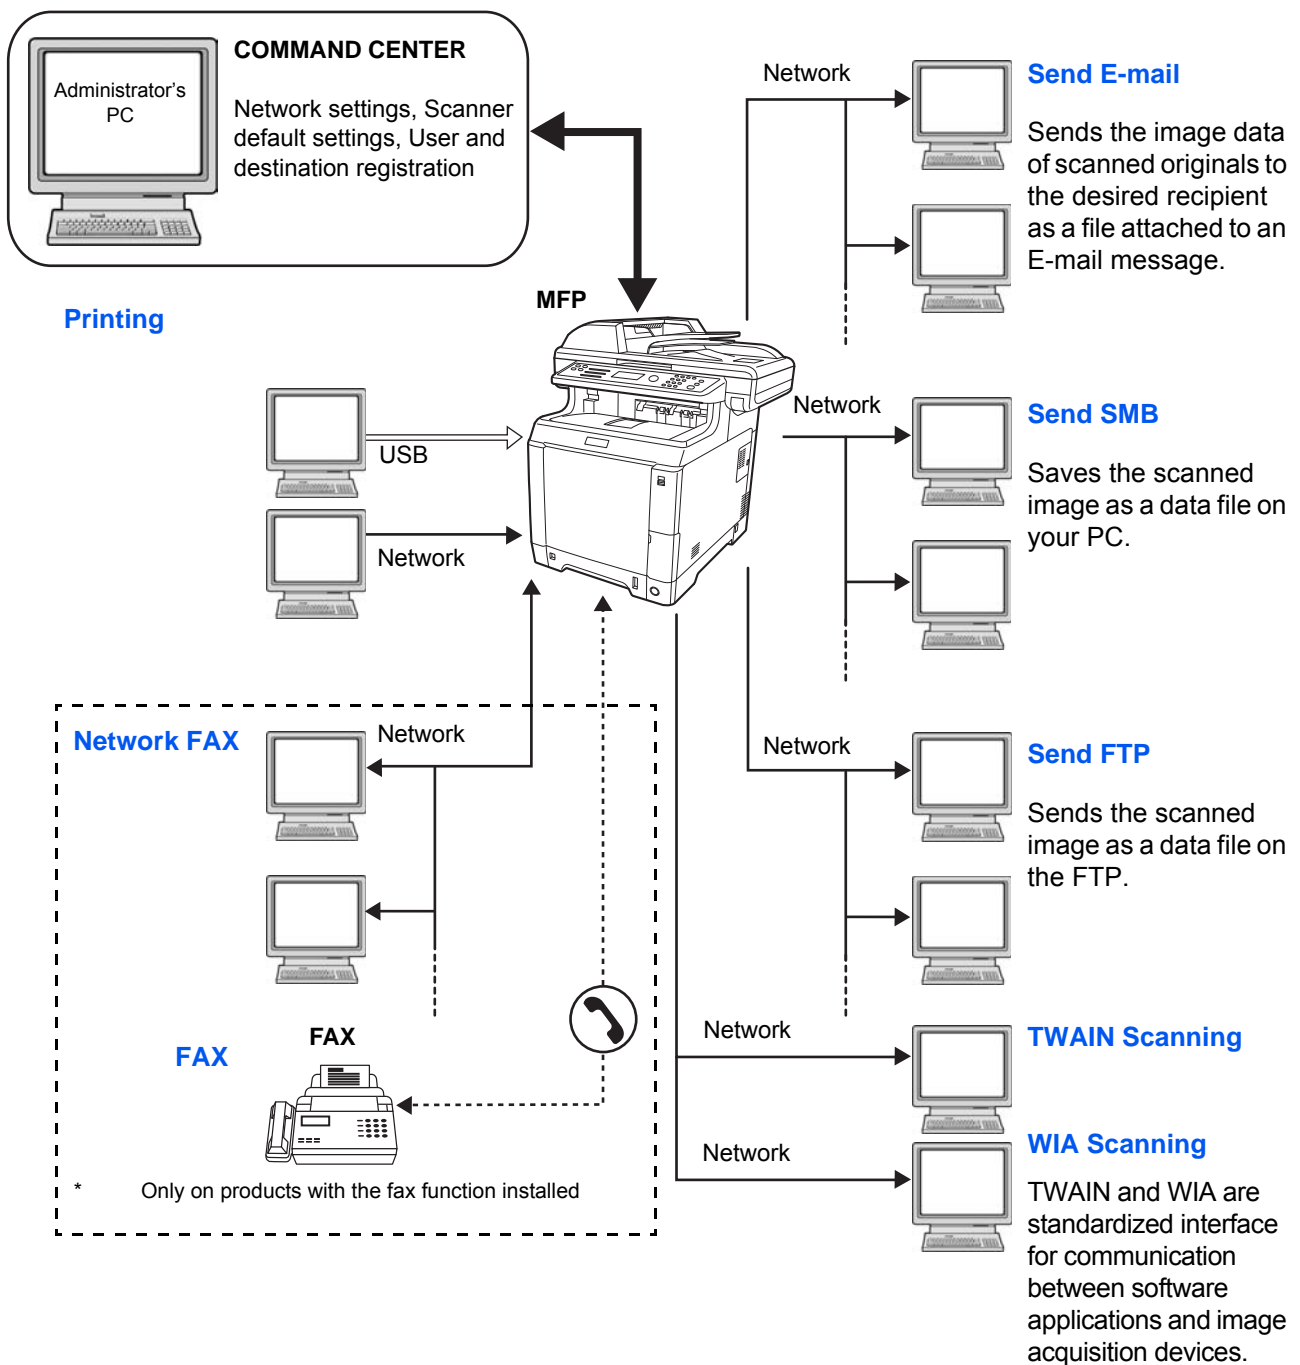 COMMAND CENTER
Administrator's
PC
Network settings, Scanner
default settings, User and
destination registration
MFP
Printing
USB
Network
Network
Send E-mail
Sends the image data
of scanned originals to
the desired recipient
as a file attached to an
E-mail message.
Network
Send SMB
Saves the scanned
image as a data file on
your PC.
Network FAX
Network
Network
Send FTP
Sends the scanned
image as a data file on
the FTP.
FAX
FAX
* Only on products with the fax function installed
Network
TWAIN Scanning
Network
WIA Scanning
TWAIN and WIA are
standardized interface
for communication
between software
applications and image
acquisition devices.